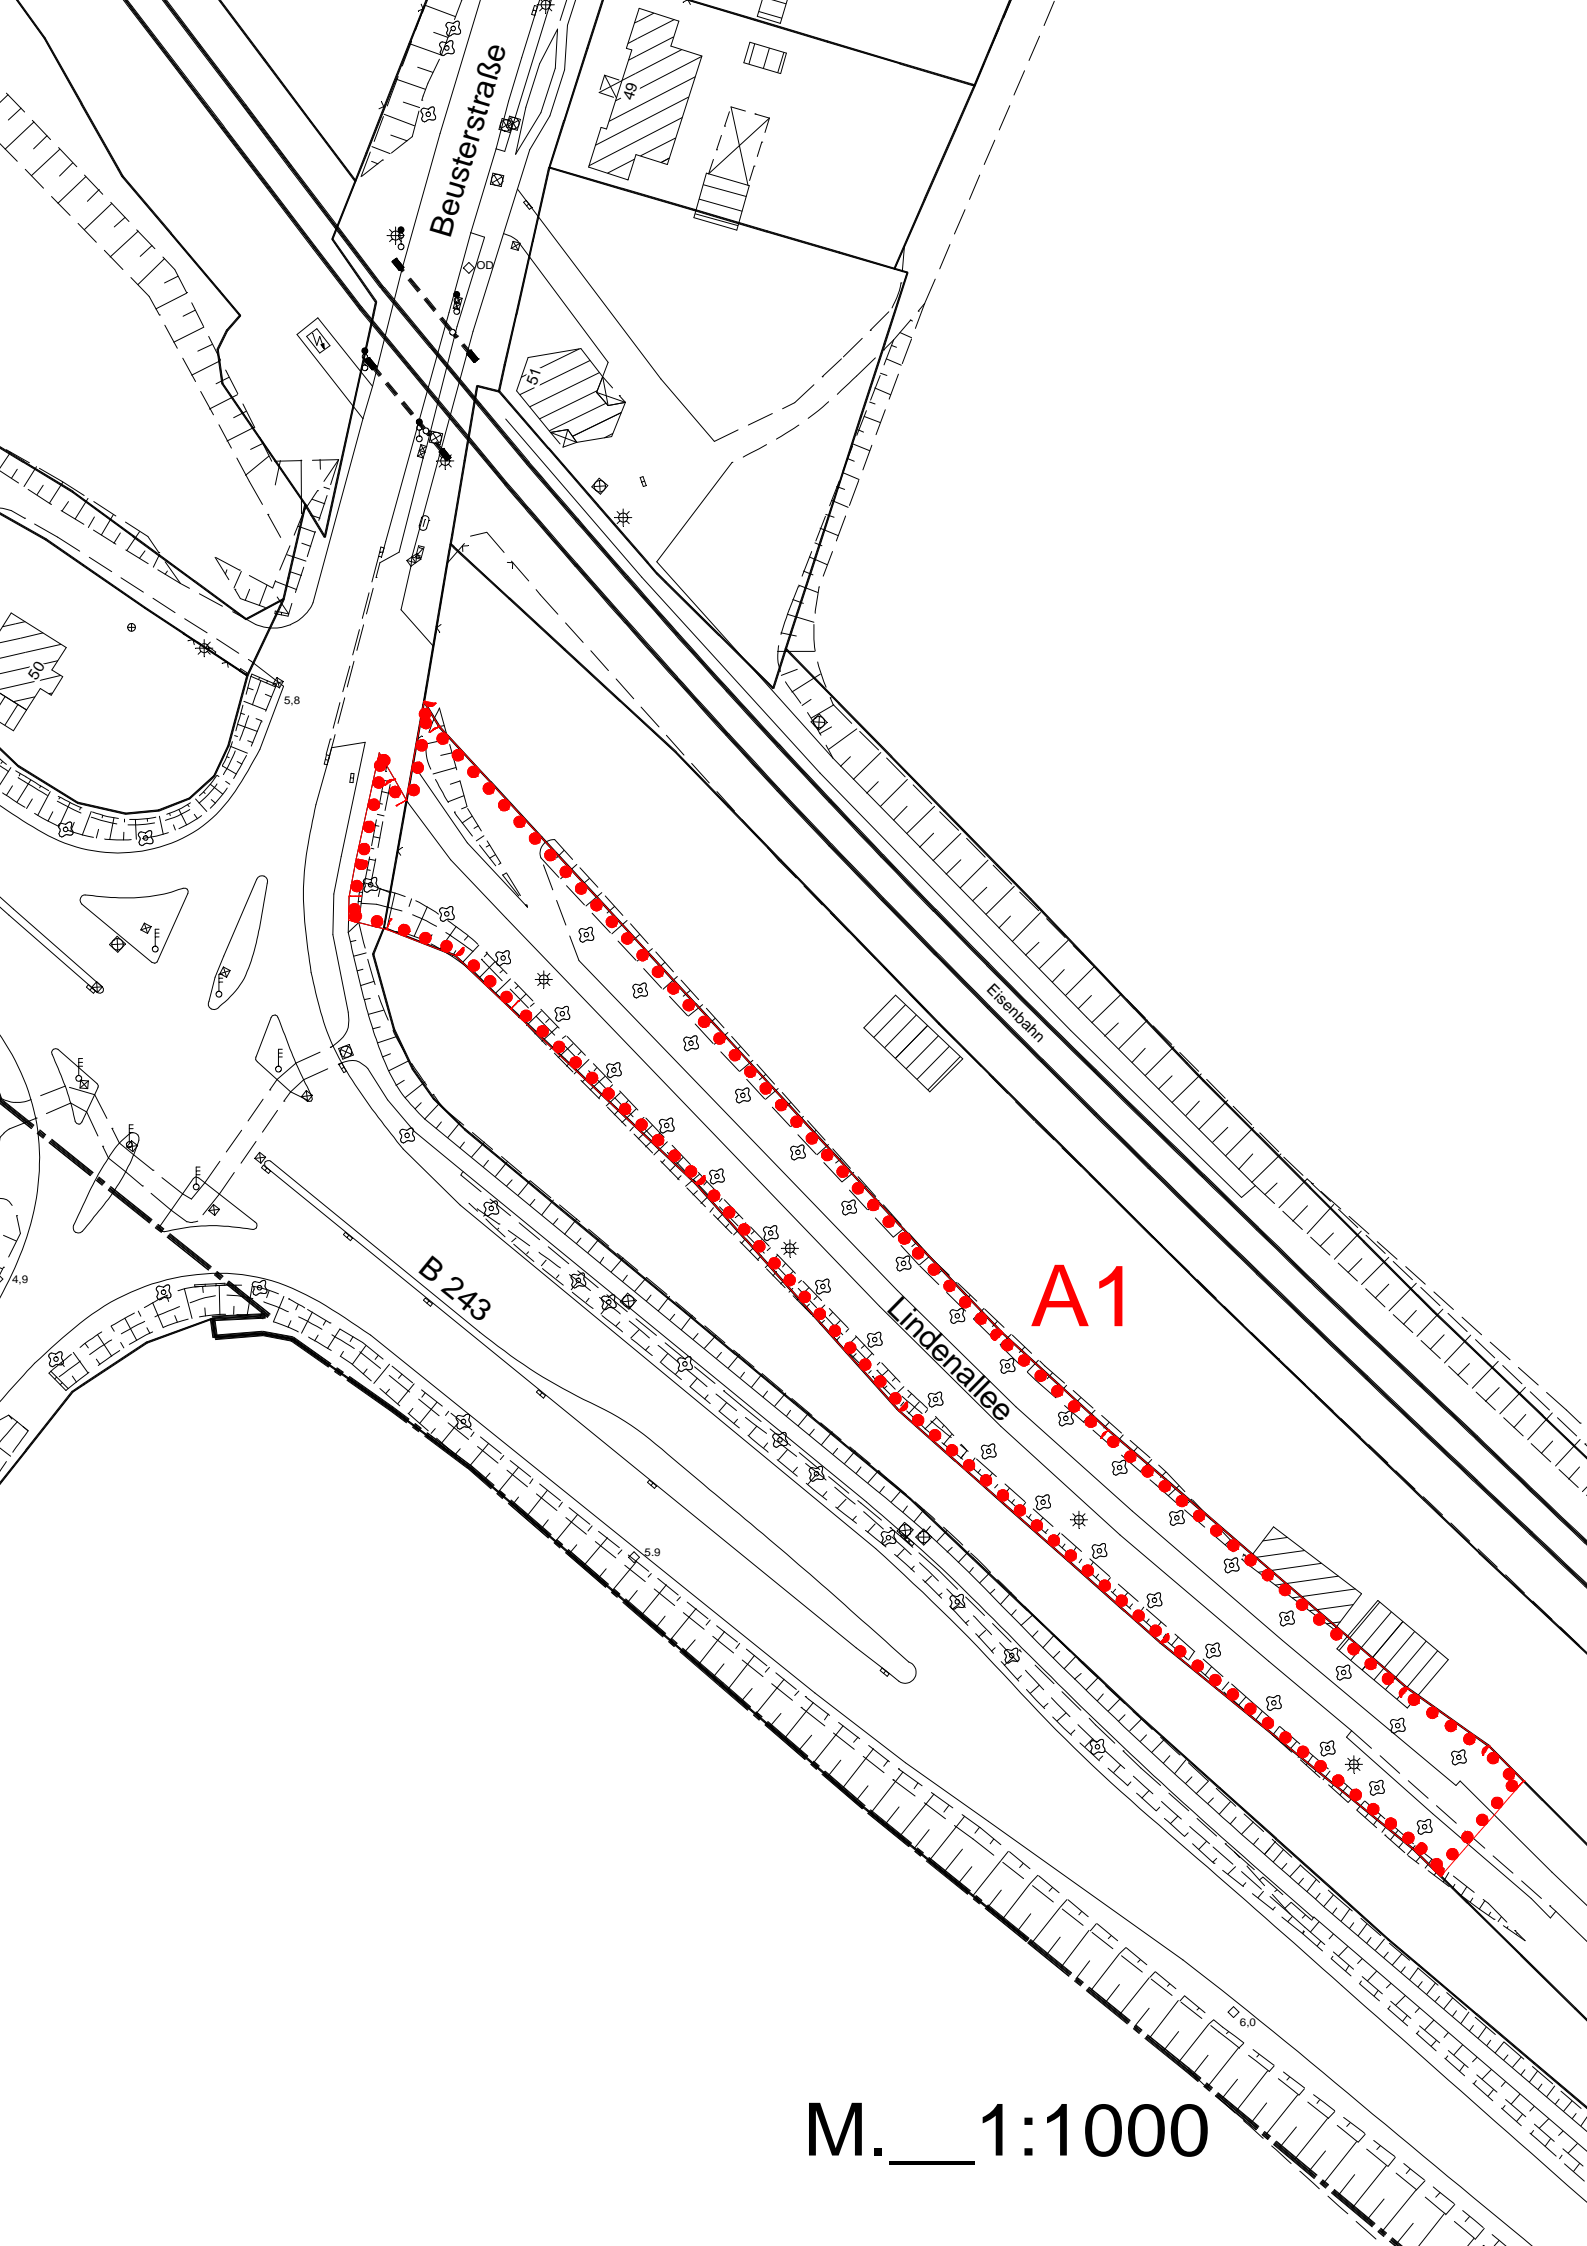 49
Beusterstraße
OD
51
50
5,8
Eisenbahn
4,9
B 243
A1
Lindenallee
5.9
6,0
M.__1:1000